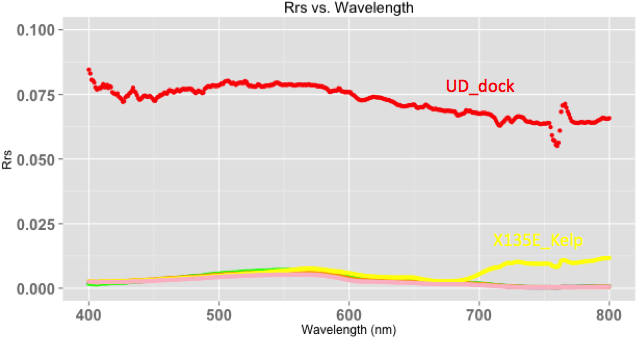 Rrs vs. Wavelength
0.100
UD_dock
0.075
0.050
Rrs
0.025
X135E_Kelp
0.000
400 500 600 700 800
Wavelength (nm)